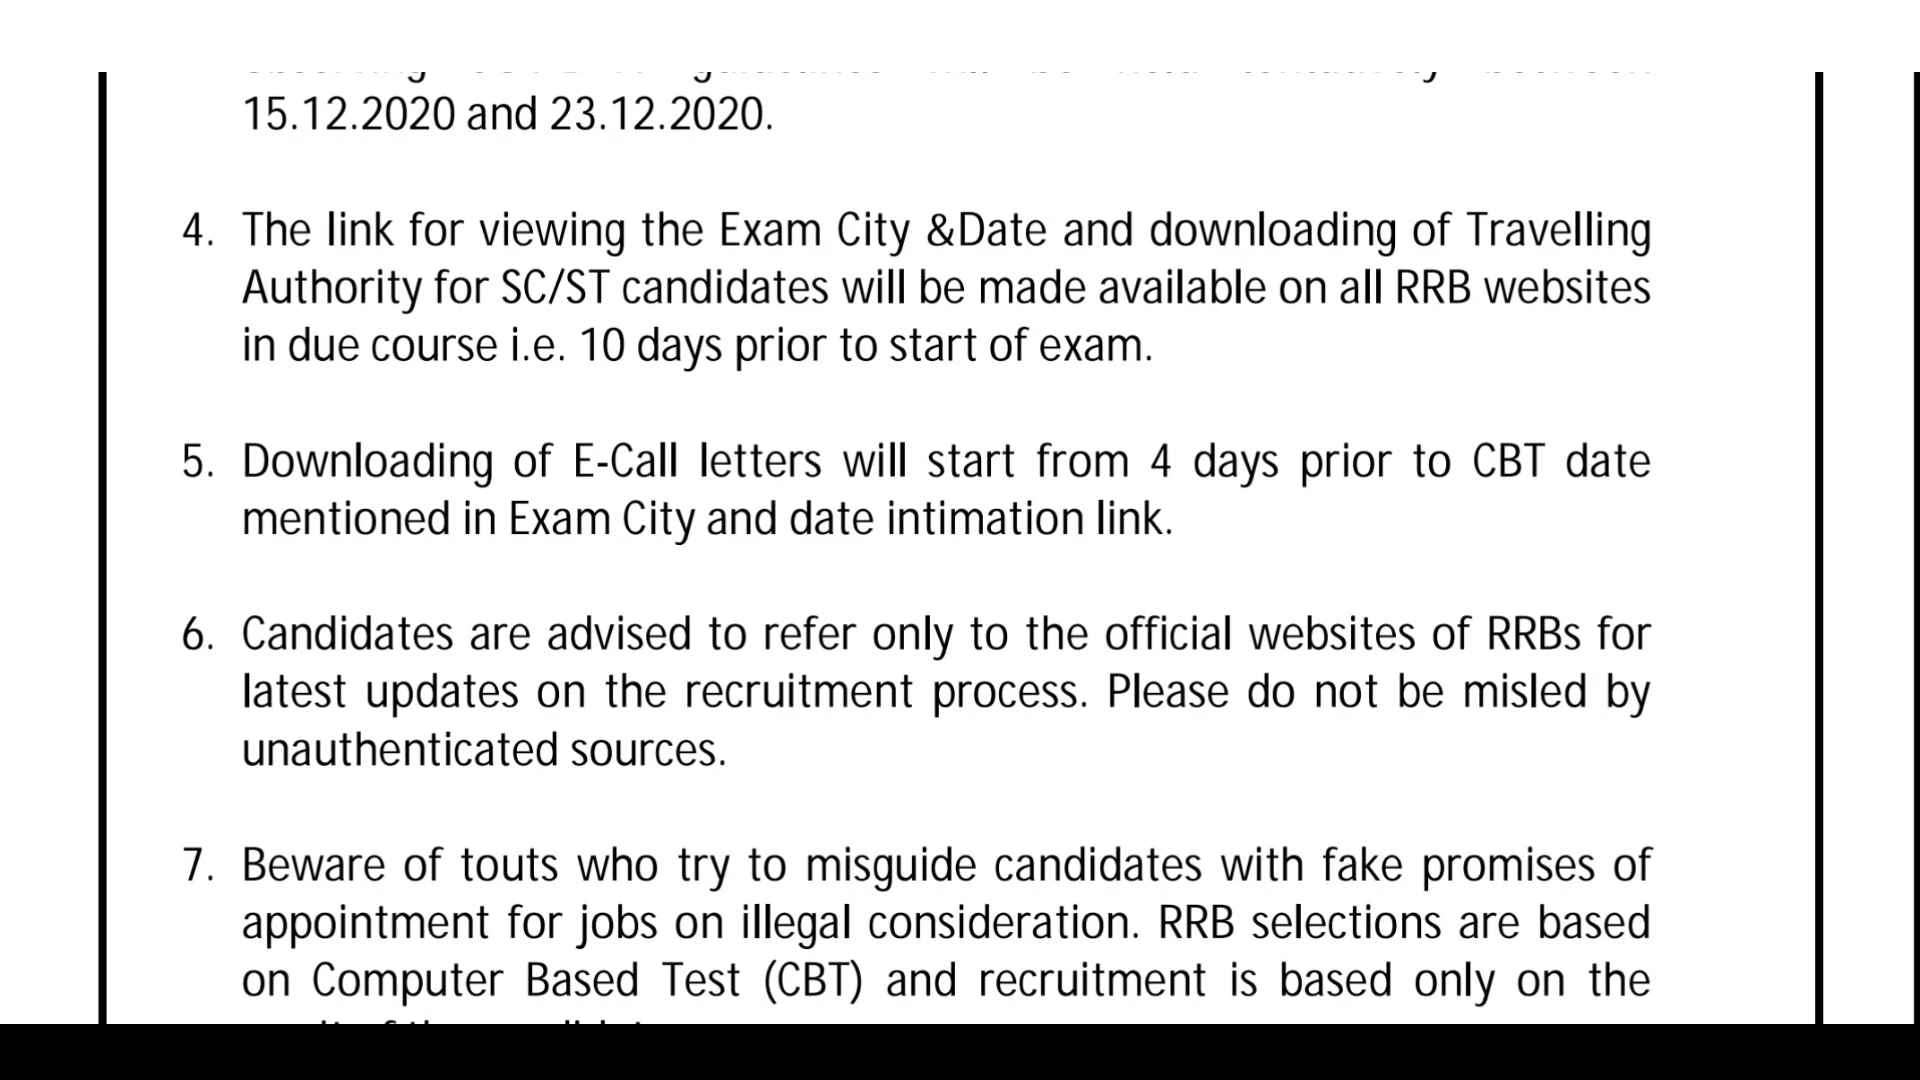 15.12.2020 and 23.12.2020.
4. The link for viewing the Exam City &Date and downloading of Travelling
Authority for SC/ST candidates will be made available on all RRB websites
in due course i.e. 10 days prior to start of exam.
5. Downloading of E-Call letters will start from 4 days prior to CBT date
mentioned in Exam City and date intimation link.
6. Candidates are advised to refer only to the official websites of RRBs for
latest updates on the recruitment process. Please do not be misled by
unauthenticated sources.
7. Beware of touts who try to misguide candidates with fake promises of
appointment for jobs on illegal consideration. RRB selections are based
on Computer Based Test (CBT) and recruitment is based only on the